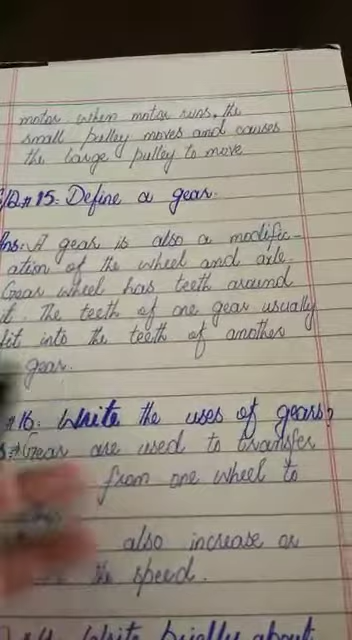 motor when motor runs, the
small pulley moves and causes
the large pulley to move
Q#15: Define a gear.
Ans: A gear is also a modific-
ation of the wheel and axle.
Gear wheel has teeth around
it. The teeth of one gear usually
fit into the teeth of another
gear.
#16: Write the uses of gears?
Gear are used to transfer
from one wheel to
also increase or
the speed.
Write briefly about